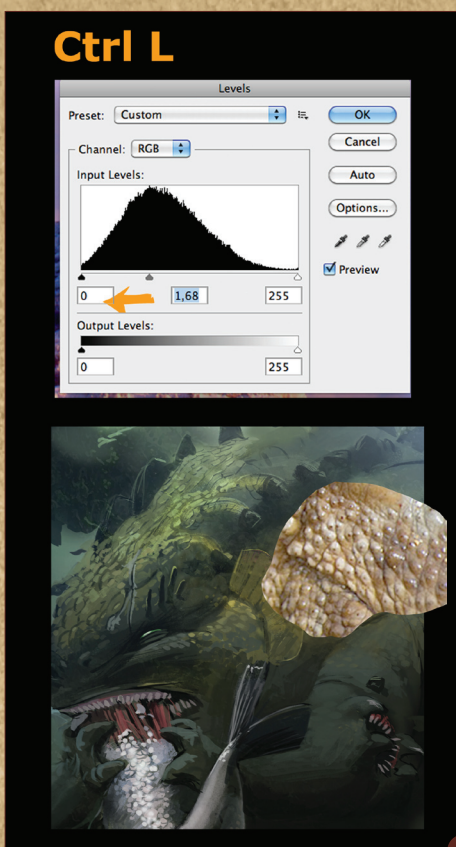 Ctrl L
Levels
Preset: Custom
OK
Channel: RGB
Cancel
Input Levels:
Auto
Options...
Preview
0 1,68 255
Output Levels:
0 255